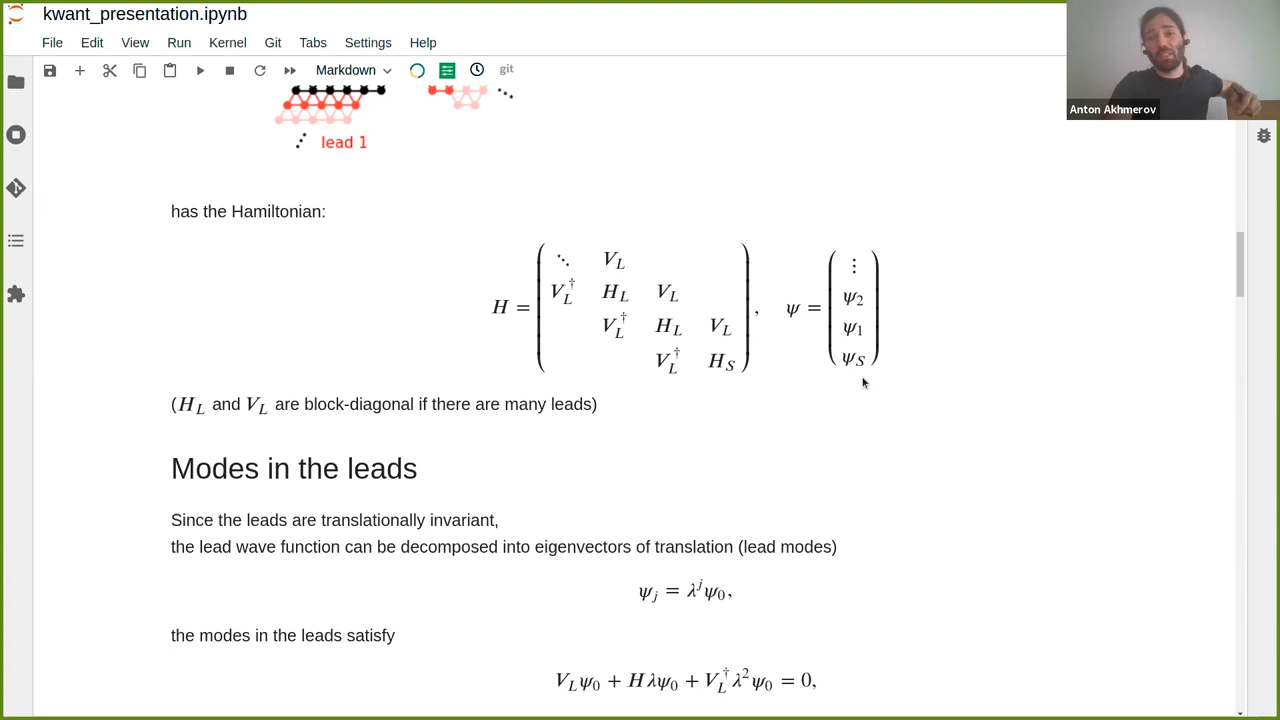 kwant_presentation.ipynb
File Edit View Run Kernel Git Tabs Settings Help
Markdown git
Anton Akhmerov
lead 1
has the Hamiltonian:
H = ( ⋱ V_L
V_L^† H_L V_L
V_L^† H_L V_L
V_L^† H_S ), ψ = ( ⋮ ψ_2 ψ_1 ψ_S )
(H_L and V_L are block-diagonal if there are many leads)
Modes in the leads
Since the leads are translationally invariant,
the lead wave function can be decomposed into eigenvectors of translation (lead modes)
ψ_j = λ^j ψ_0,
the modes in the leads satisfy
V_L ψ_0 + Hλψ_0 + V_L^† λ^2 ψ_0 = 0,